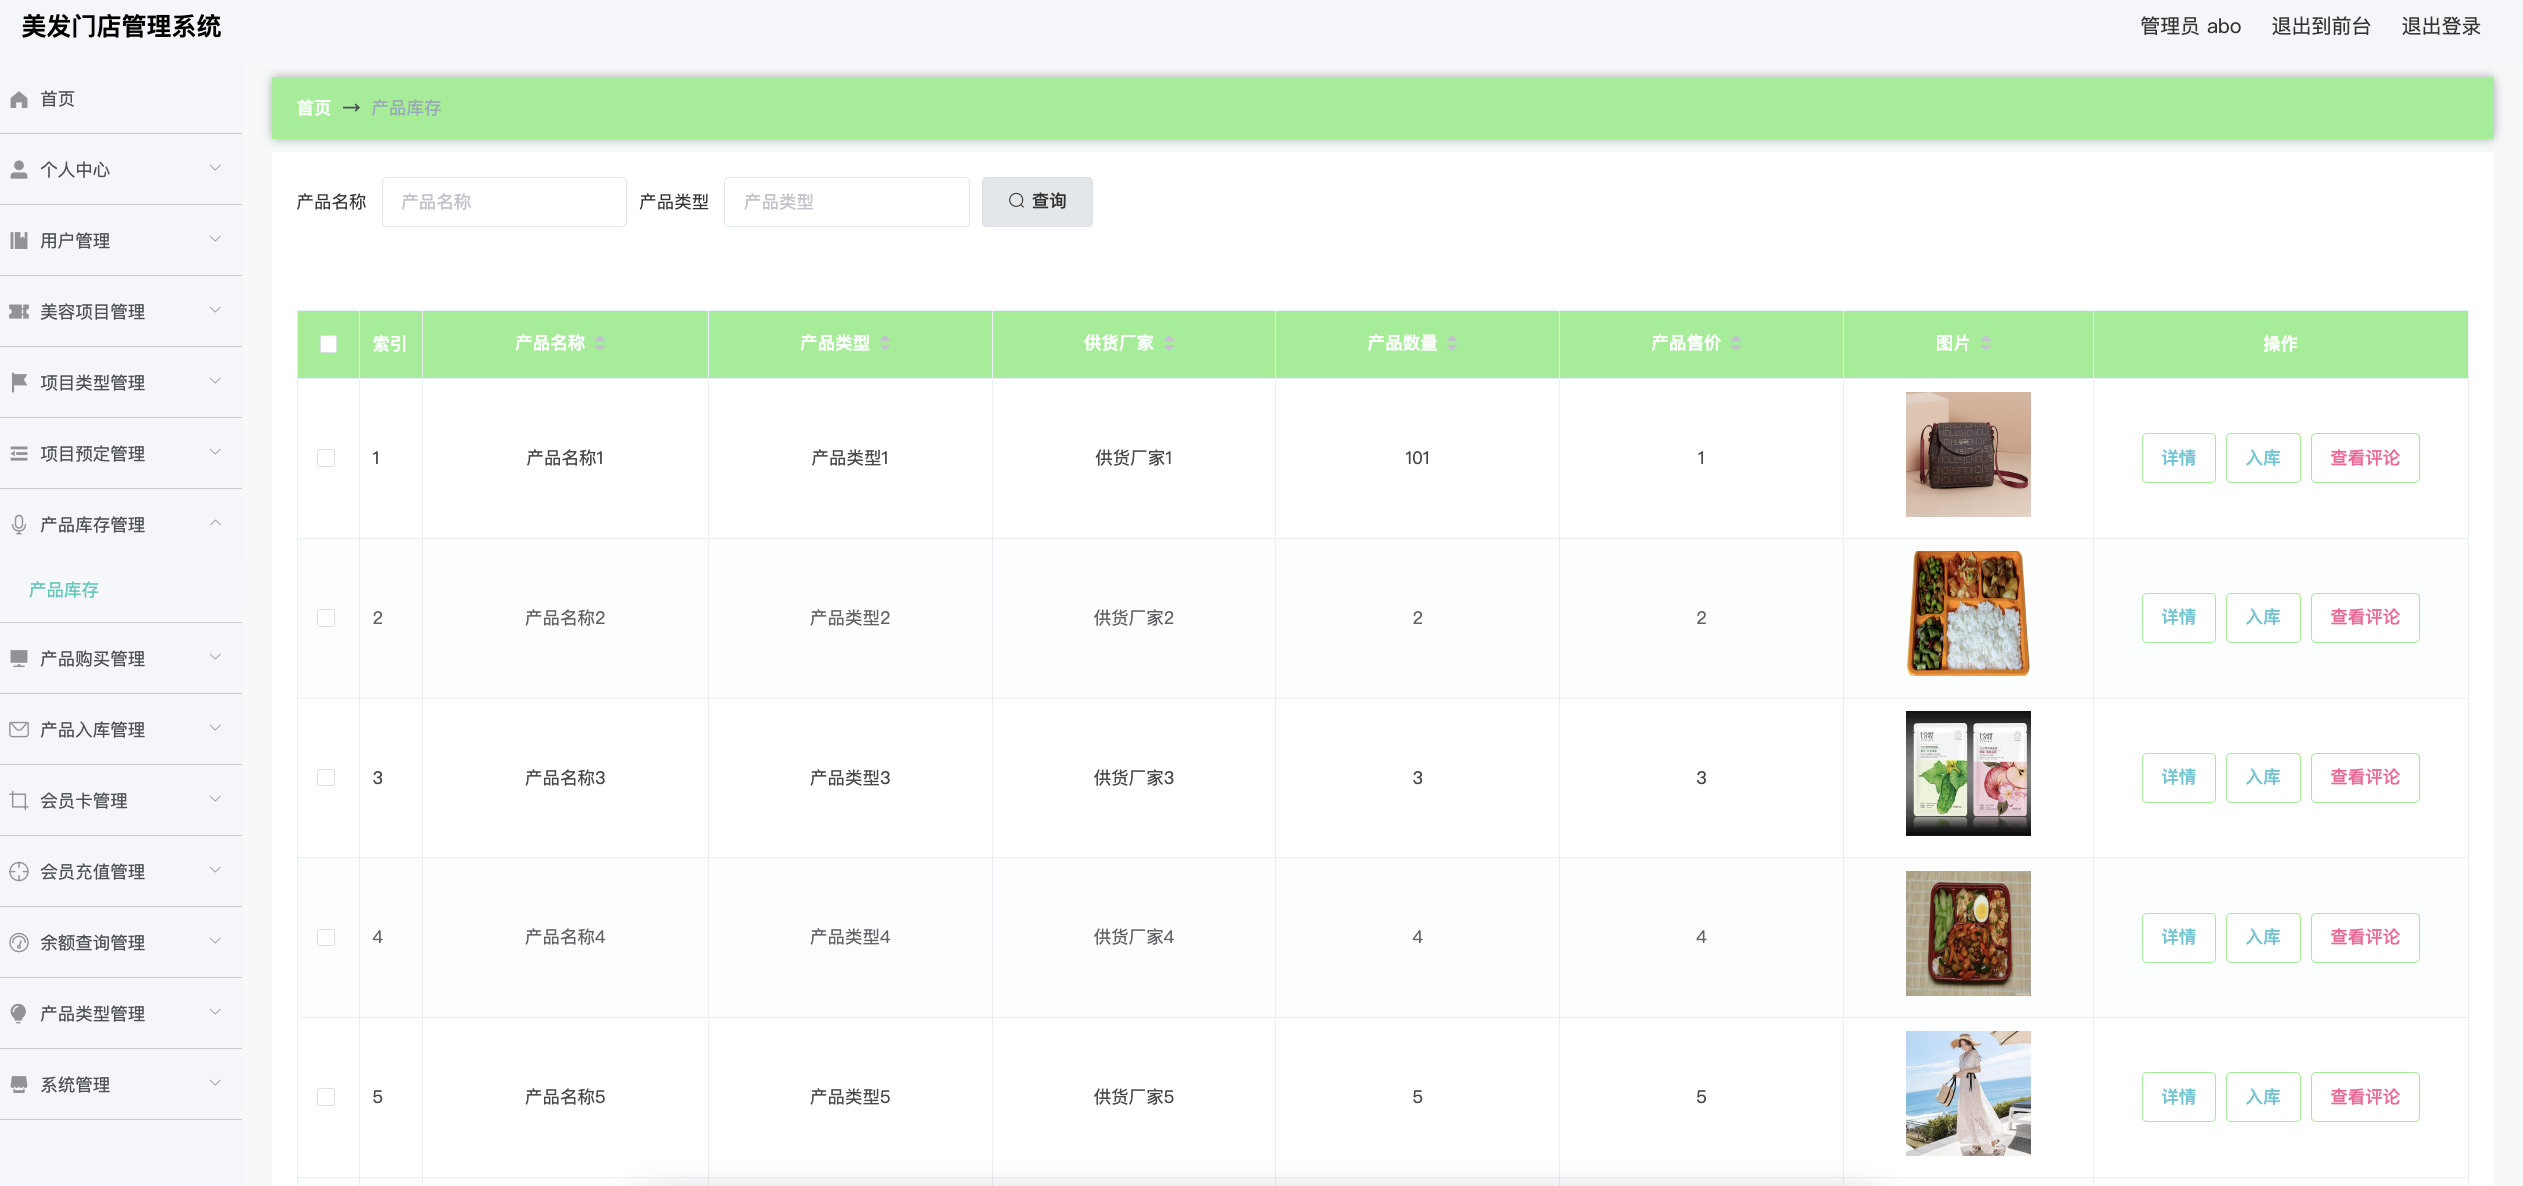 美发门店管理系统
管理员 abo 退出到前台 退出登录
首页
个人中心
用户管理
美容项目管理
项目类型管理
项目预定管理
产品库存管理
产品库存
产品购买管理
产品入库管理
会员卡管理
会员充值管理
余额查询管理
产品类型管理
系统管理
首页 → 产品库存
产品名称 产品名称 产品类型 产品类型 查询
索引 产品名称 产品类型 供货厂家 产品数量 产品售价 图片 操作
1 产品名称1 产品类型1 供货厂家1 101 1 详情 入库 查看评论
2 产品名称2 产品类型2 供货厂家2 2 2 详情 入库 查看评论
3 产品名称3 产品类型3 供货厂家3 3 3 详情 入库 查看评论
4 产品名称4 产品类型4 供货厂家4 4 4 详情 入库 查看评论
5 产品名称5 产品类型5 供货厂家5 5 5 详情 入库 查看评论